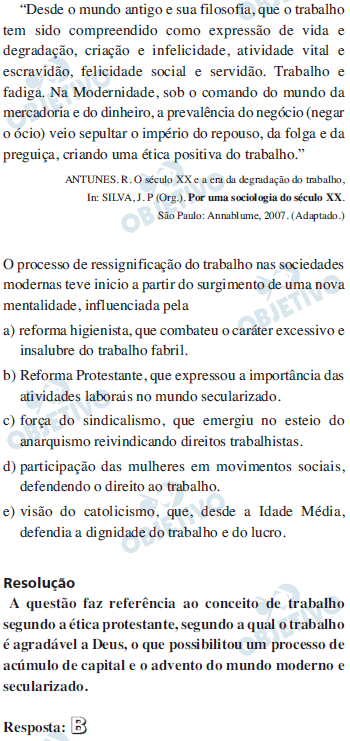 “Desde o mundo antigo e sua filosofia, que o trabalho
tem sido compreendido como expressão de vida e
degradação, criação e infelicidade, atividade vital e
escravidão, felicidade social e servidão. Trabalho e
fadiga. Na Modernidade, sob o comando do mundo da
mercadoria e do dinheiro, a prevalência do negócio (negar
o ócio) veio sepultar o império do repouso, da folga e da
preguiça, criando uma ética positiva do trabalho.”
ANTUNES. R. O século XX e a era da degradação do trabalho,
In: SILVA, J. P (Org.). Por uma sociologia do século XX.
São Paulo: Annablume, 2007. (Adaptado.)
O processo de ressignificação do trabalho nas sociedades
modernas teve inicio a partir do surgimento de uma nova
mentalidade, influenciada pela
a) reforma higienista, que combateu o caráter excessivo e
insalubre do trabalho fabril.
b) Reforma Protestante, que expressou a importância das
atividades laborais no mundo secularizado.
c) força do sindicalismo, que emergiu no esteio do
anarquismo reivindicando direitos trabalhistas.
d) participação das mulheres em movimentos sociais,
defendendo o direito ao trabalho.
e) visão do catolicismo, que, desde a Idade Média,
defendia a dignidade do trabalho e do lucro.
Resolução
A questão faz referência ao conceito de trabalho
segundo a ética protestante, segundo a qual o trabalho
é agradável a Deus, o que possibilitou um processo de
acúmulo de capital e o advento do mundo moderno e
secularizado.
Resposta: B
OBJETIVO
OBJETIVO
OBJETIVO
OBJETIVO
OBJETIVO
OBJETIVO
OBJETIVO